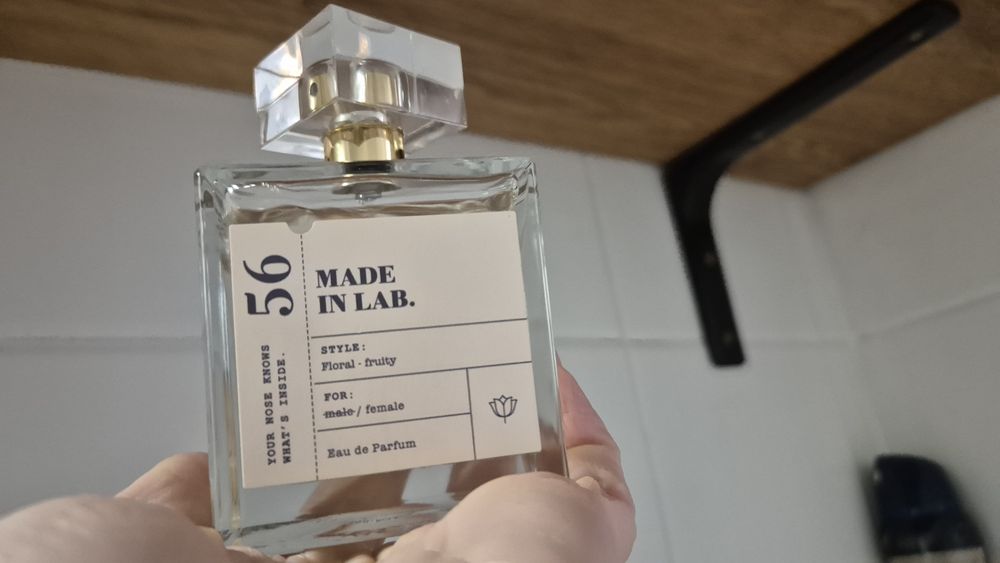 56
YOUR NOSE KNOWS
WHAT'S INSIDE.
MADE
IN LAB.
STYLE:
Floral - fruity
FOR:
male / female
Eau de Parfum